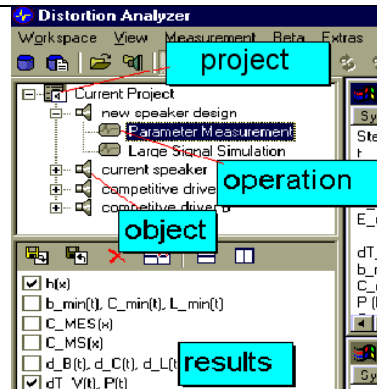 Distortion Analyzer
Workspace View Measurement Beta Extras
project
Current Project
new speaker design
Parameter Measurement
Large Signal Simulation
current speaker
operation
competitive driver
competitive driver B
object
h(x)
b_min(t), C_min(t), L_min(t)
C_MES(x)
C_MS(x)
d_B(t), d_C(t), d_L(t)
results
dT_V(t), P(t)